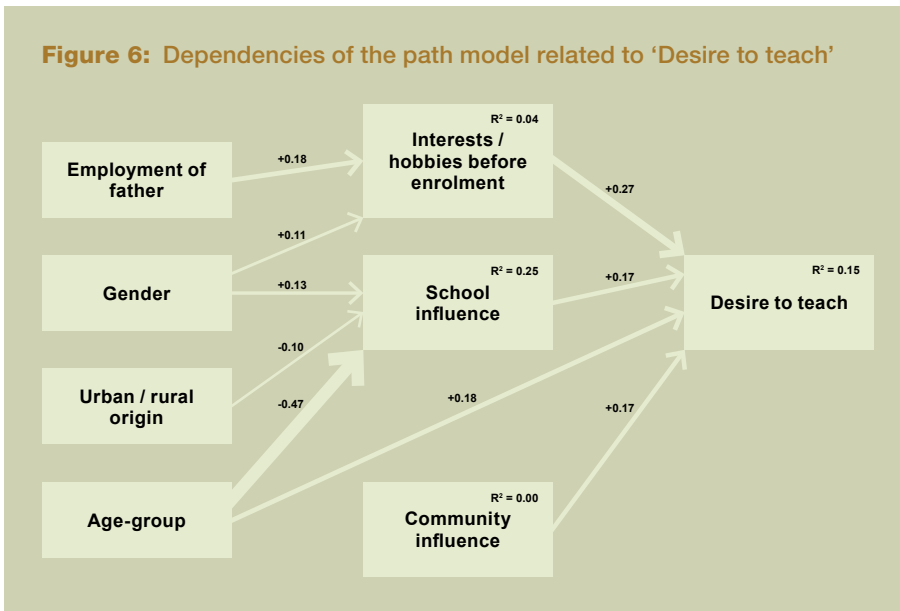 Figure 6: Dependencies of the path model related to ‘Desire to teach’
R² = 0.04
Interests /
hobbies before
enrolment
Employment of
father
+0.18
+0.27
+0.11
Gender
+0.13
R² = 0.25
School
influence
+0.17
R² = 0.15
Desire to teach
-0.10
Urban / rural
origin
-0.47
+0.18
+0.17
Age-group
R² = 0.00
Community
influence